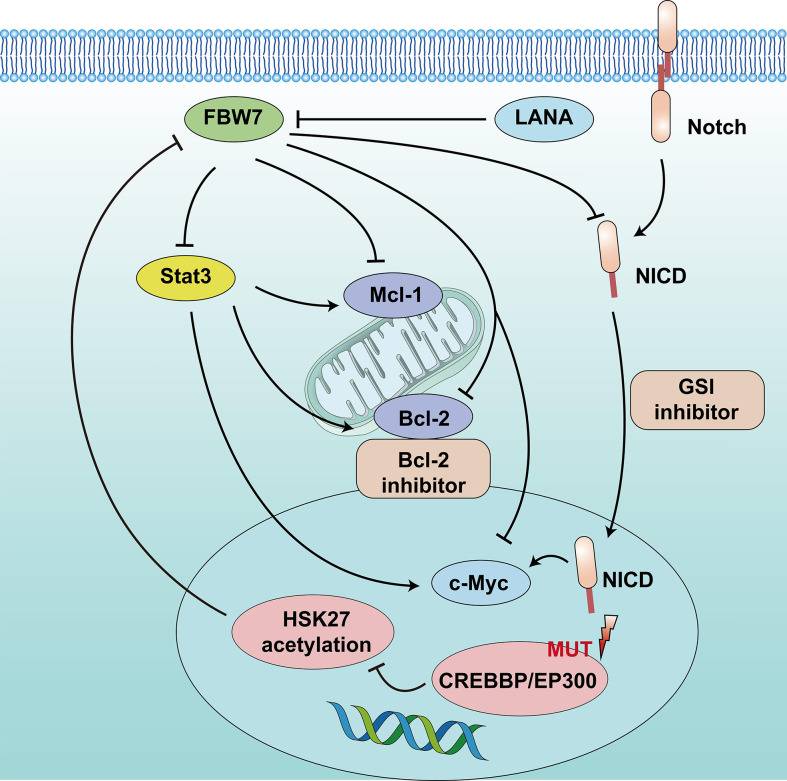 FBW7
LANA
Notch
Stat3
NICD
Mcl-1
GSI
inhibitor
Bcl-2
Bcl-2
inhibitor
c-Myc
NICD
HSK27
acetylation
MUT
CREBBP/EP300